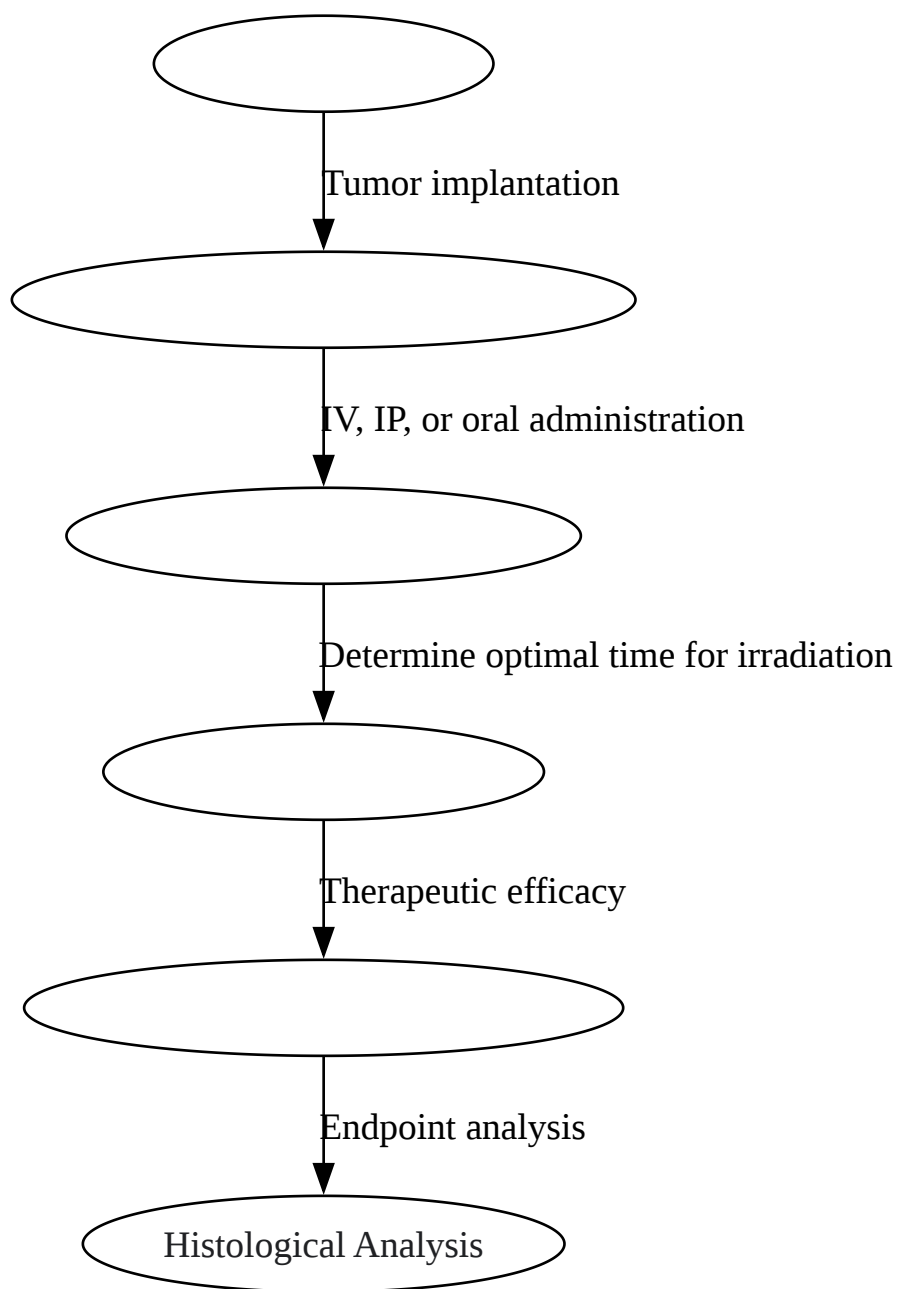 Tumor implantation
IV, IP, or oral administration
Determine optimal time for irradiation
Therapeutic efficacy
Endpoint analysis
Histological Analysis